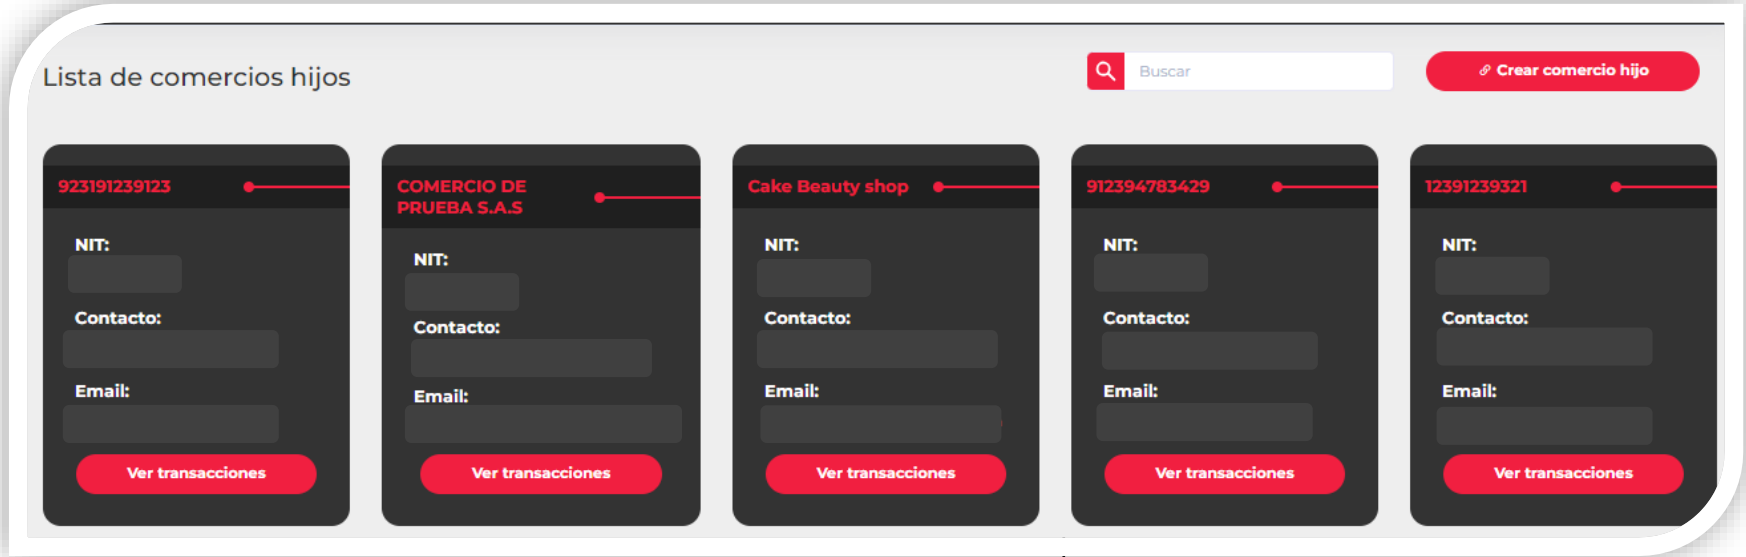 Lista de comercios hijos
Buscar
Crear comercio hijo
923191239123
NIT:
Contacto:
Email:
Ver transacciones
COMERCIO DE
PRUEBA S.A.S
NIT:
Contacto:
Email:
Ver transacciones
Cake Beauty shop
NIT:
Contacto:
Email:
Ver transacciones
912394783429
NIT:
Contacto:
Email:
Ver transacciones
12391239321
NIT:
Contacto:
Email:
Ver transacciones